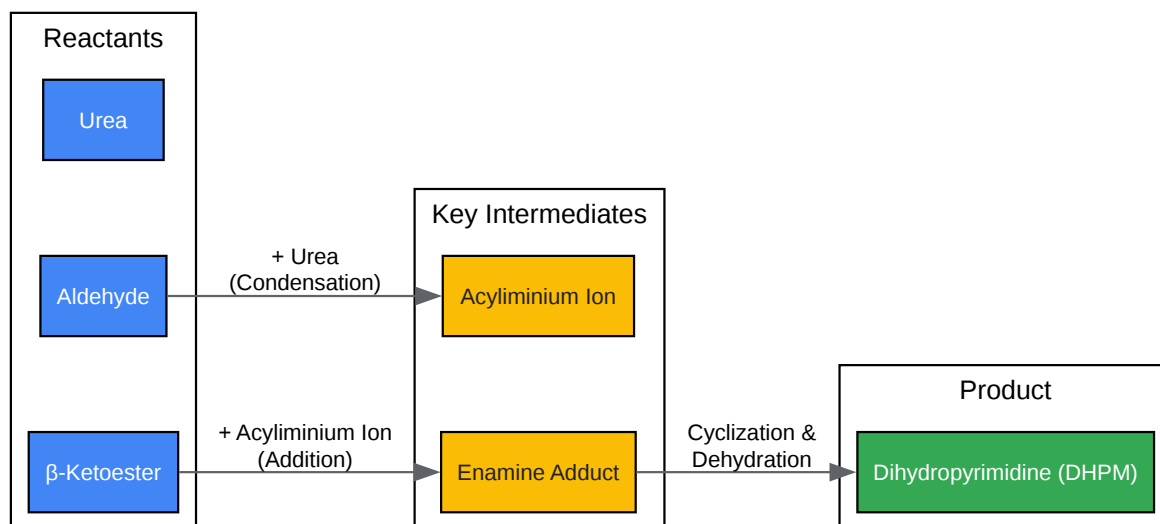 Reactants
Urea
Aldehyde
β-Ketoester
+ Urea
(Condensation)
+ Acyliminium Ion
(Addition)
Key Intermediates
Acyliminium Ion
Enamine Adduct
Cyclization &
Dehydration
Product
Dihydropyrimidine (DHPM)